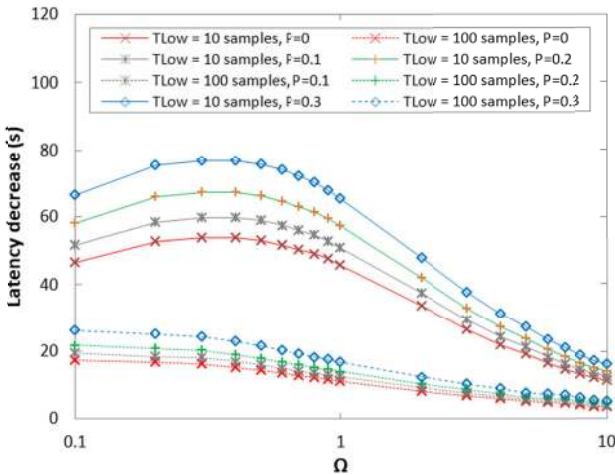 120
100
80
60
40
20
0
Latency decrease (s)
TLow = 10 samples, P=0
TLow = 100 samples, P=0
TLow = 10 samples, P=0.1
TLow = 10 samples, P=0.2
TLow = 100 samples, P=0.1
TLow = 100 samples, P=0.2
TLow = 10 samples, P=0.3
TLow = 100 samples, P=0.3
0.1
1
10
Ω